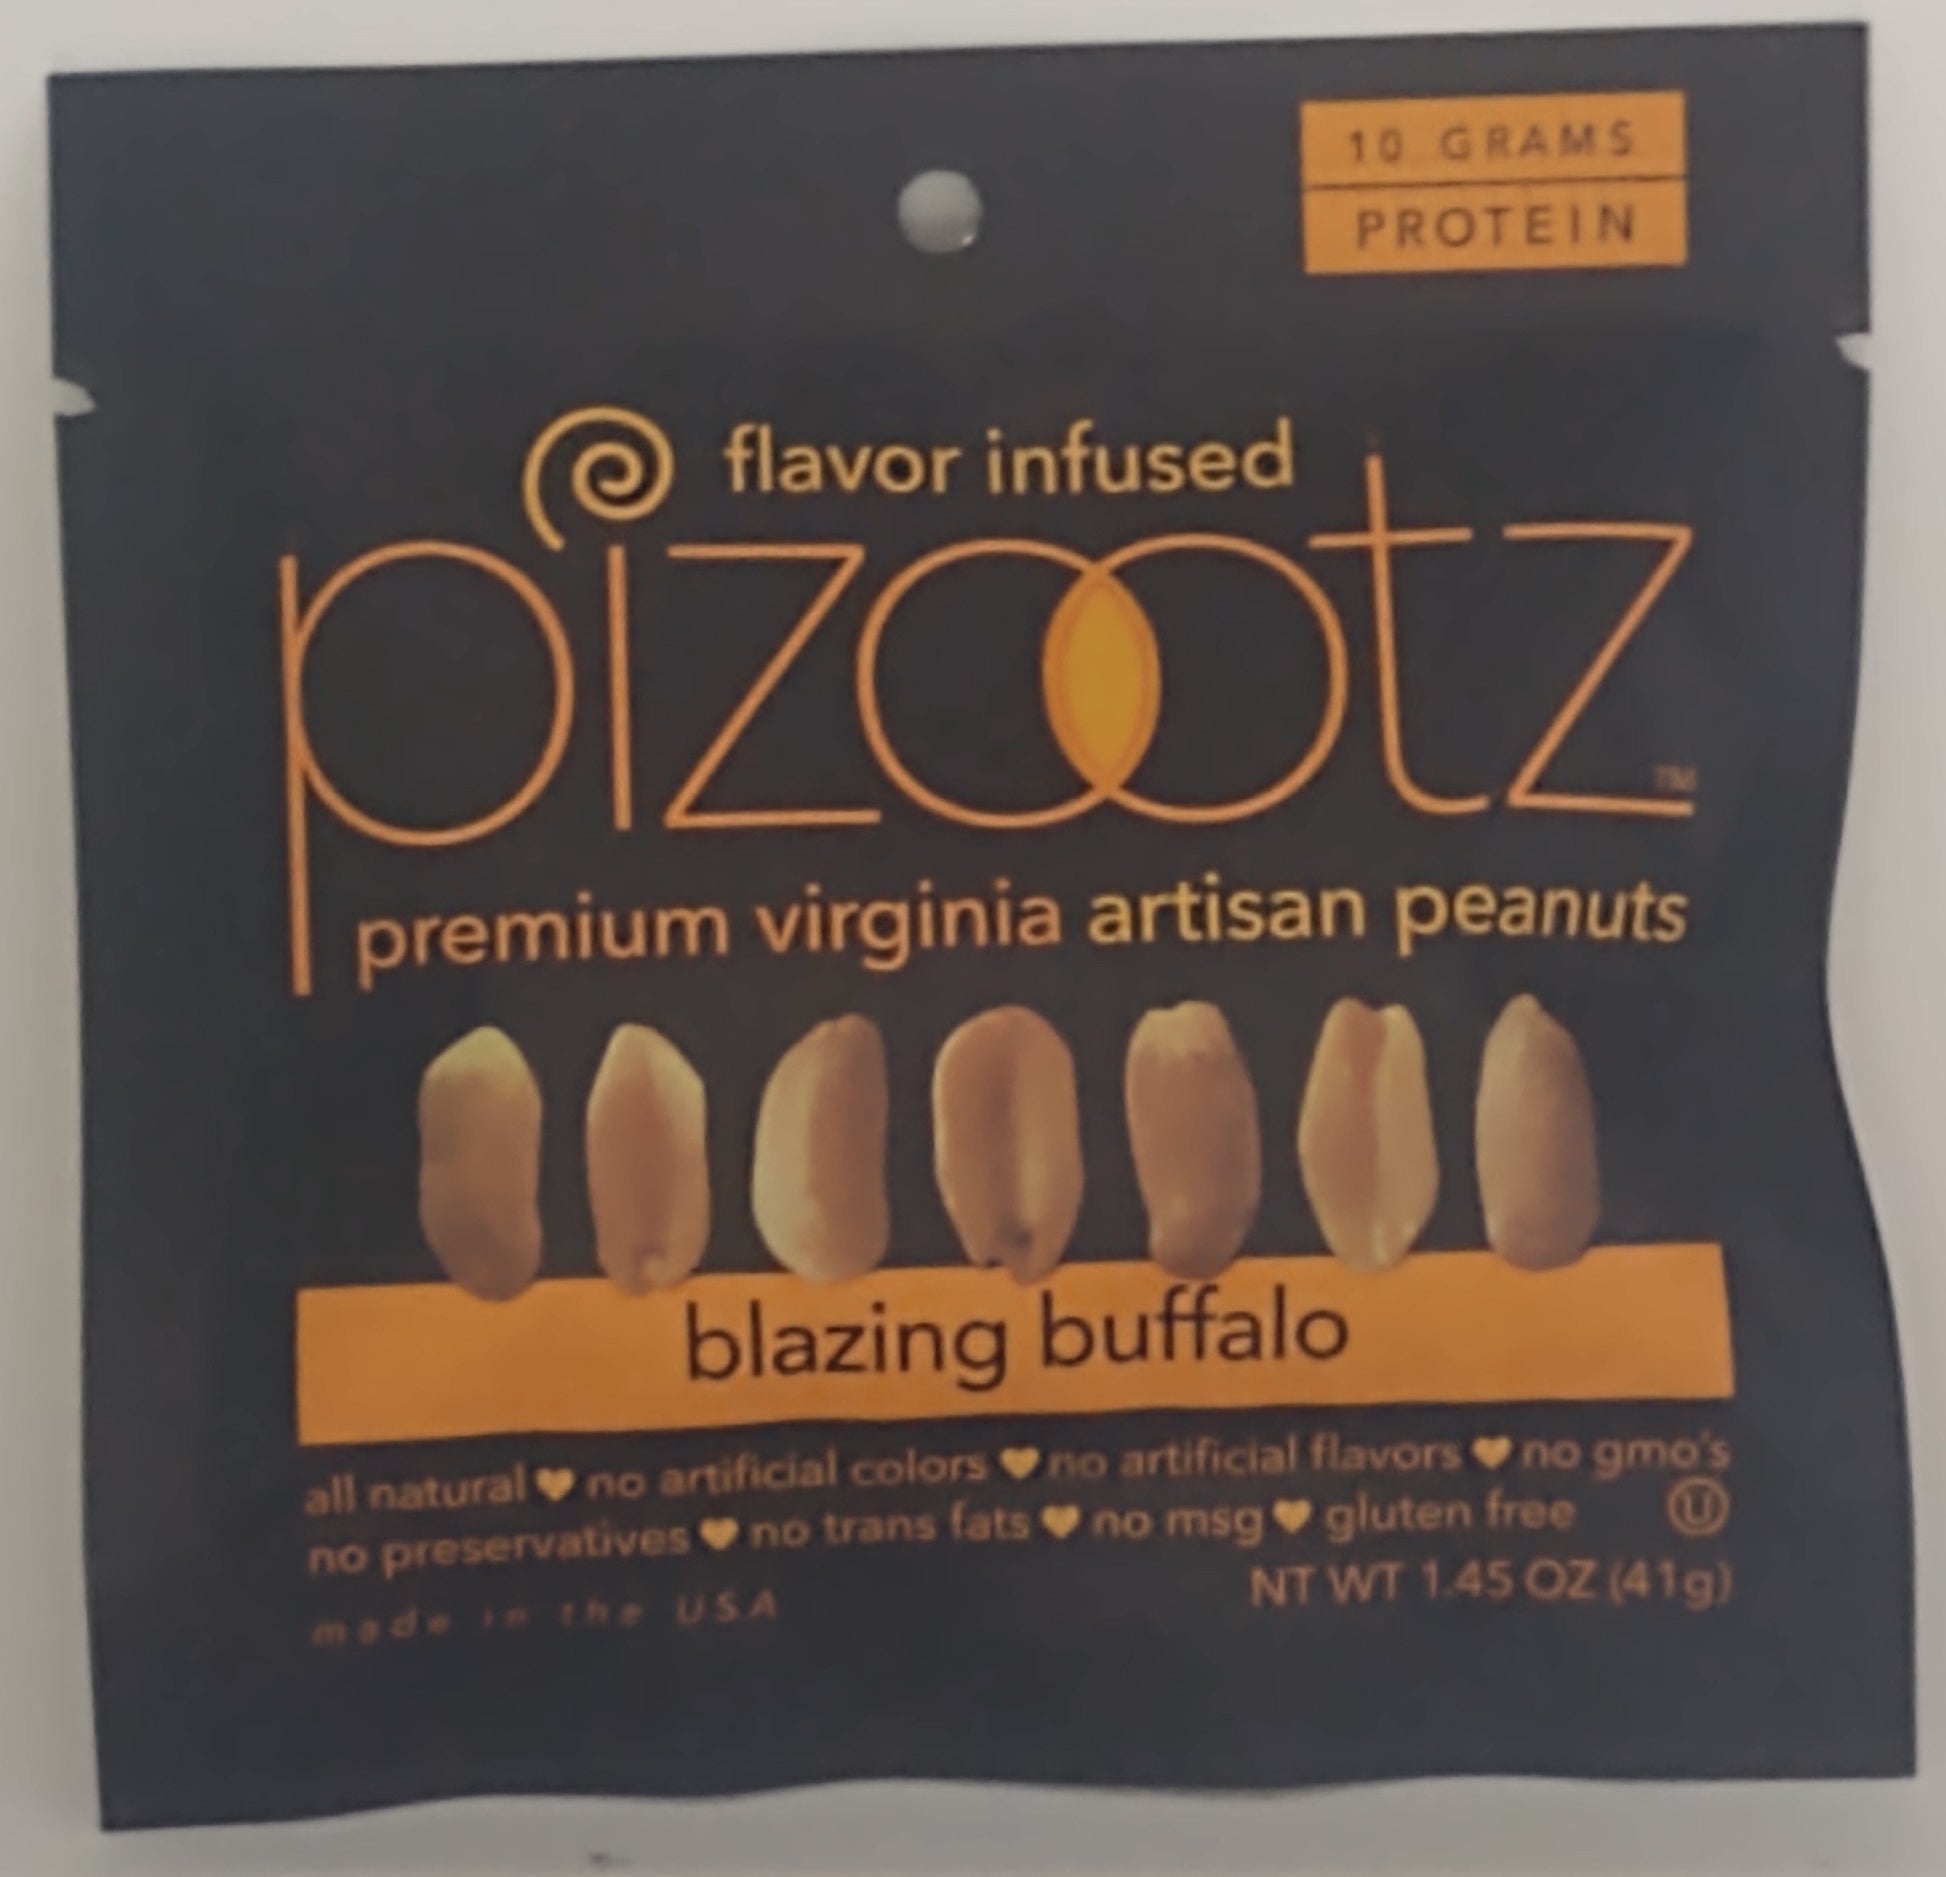 10 GRAMS
PROTEIN
flavor infused
pizootz™
premium virginia artisan peanuts
blazing buffalo
all natural ♥ no artificial colors ♥ no artificial flavors ♥ no gmo's
no preservatives ♥ no trans fats ♥ no msg ♥ gluten free Ⓤ
made in the USA
NT WT 1.45 OZ (41g)